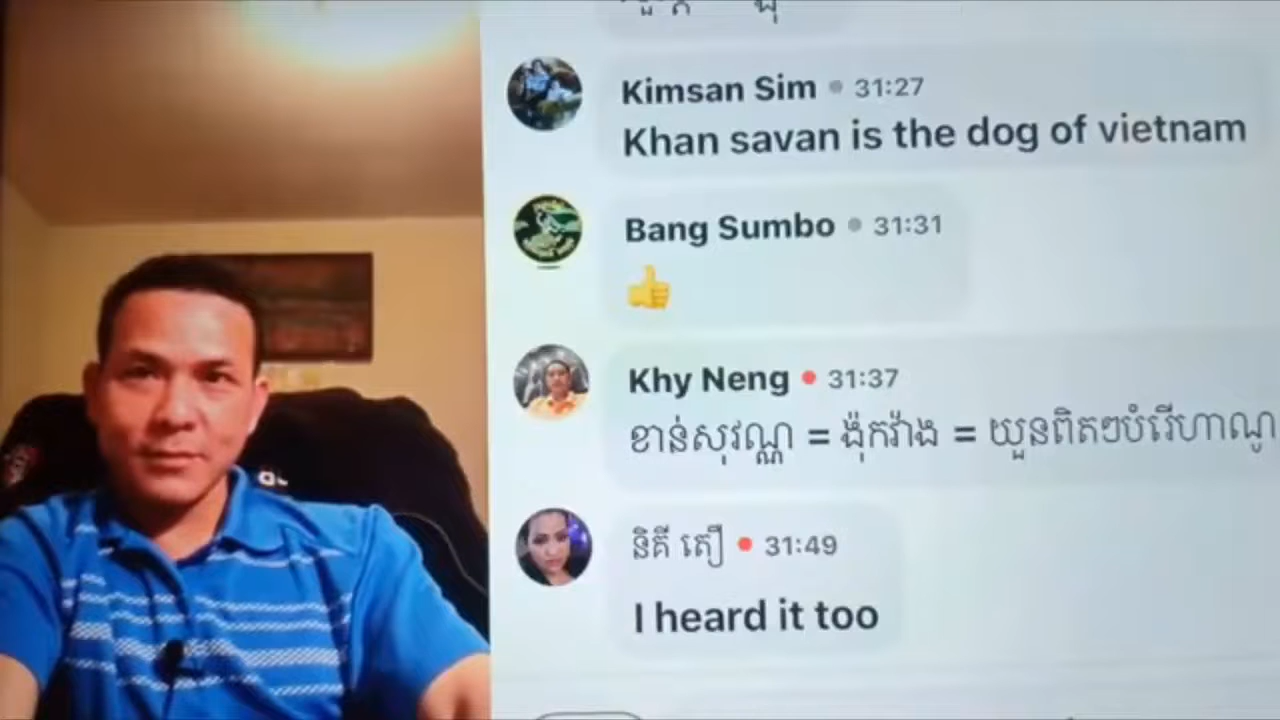 Kimsan Sim 31:27
Khan savan is the dog of vietnam
Bang Sumbo 31:31
Khy Neng 31:37
ខាន់សុវណ្ណ = ង៉ុកវ៉ាង = យួនពិតៗបំរើហាណូ
និគី តឿ 31:49
I heard it too